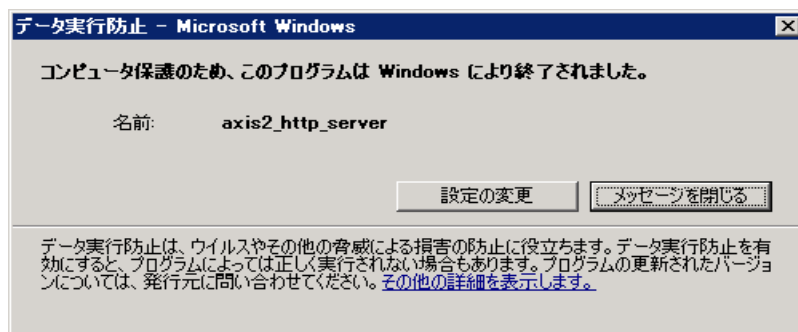 データ実行防止 - Microsoft Windows
コンピュータ保護のため、このプログラムは Windows により終了されました。
名前: axis2_http_server
設定の変更 メッセージを閉じる
データ実行防止は、ウイルスやその他の脅威による損害の防止に役立ちます。データ実行防止を有
効にすると、プログラムによっては正しく実行されない場合もあります。プログラムの更新されたバージョ
ンについては、発行元に問い合わせてください。その他の詳細を表示します。